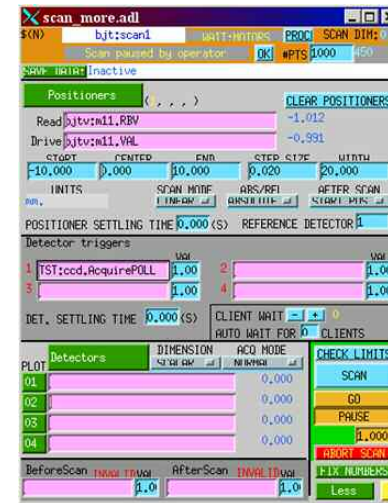 scan_more.adl
$(N) bjt:scan1 WAIT+MOTORS PROC SCAN DIM:
Scan paused by operator OK #PTS 1000 450
SAVE DATA: Inactive
Positioners (, , , ) CLEAR POSITIONERS
Read bjtv:m11.RBV -1.012
Drive bjtv:m11.VAL -0.991
START CENTER END STEP SIZE WIDTH
-10.000 0.000 10.000 0.020 20.000
UNITS SCAN MODE ABS/REL AFTER SCAN
mm. LINEAR ABSOLUTE START POS
POSITIONER SETTLING TIME 0.000 (S) REFERENCE DETECTOR 1
Detector triggers
VAL VAL
1 TST:ccd.AcquirePOLL 1.00 2 1.00
3 1.00 4 1.00
DET. SETTLING TIME 0.000 (S) CLIENT WAIT - + 0
AUTO WAIT FOR 0 CLIENTS
PLOT Detectors DIMENSION ACQ MODE CHECK LIMITS
SCALAR NORMAL
01 0.000 SCAN
02 0.000 GO
03 0.000 PAUSE
04 0.000 1.000
ABORT SCAN
BeforeScan INVALID VAL AfterScan INVALID VAL FIX NUMBERS
1.0 1.0 Less